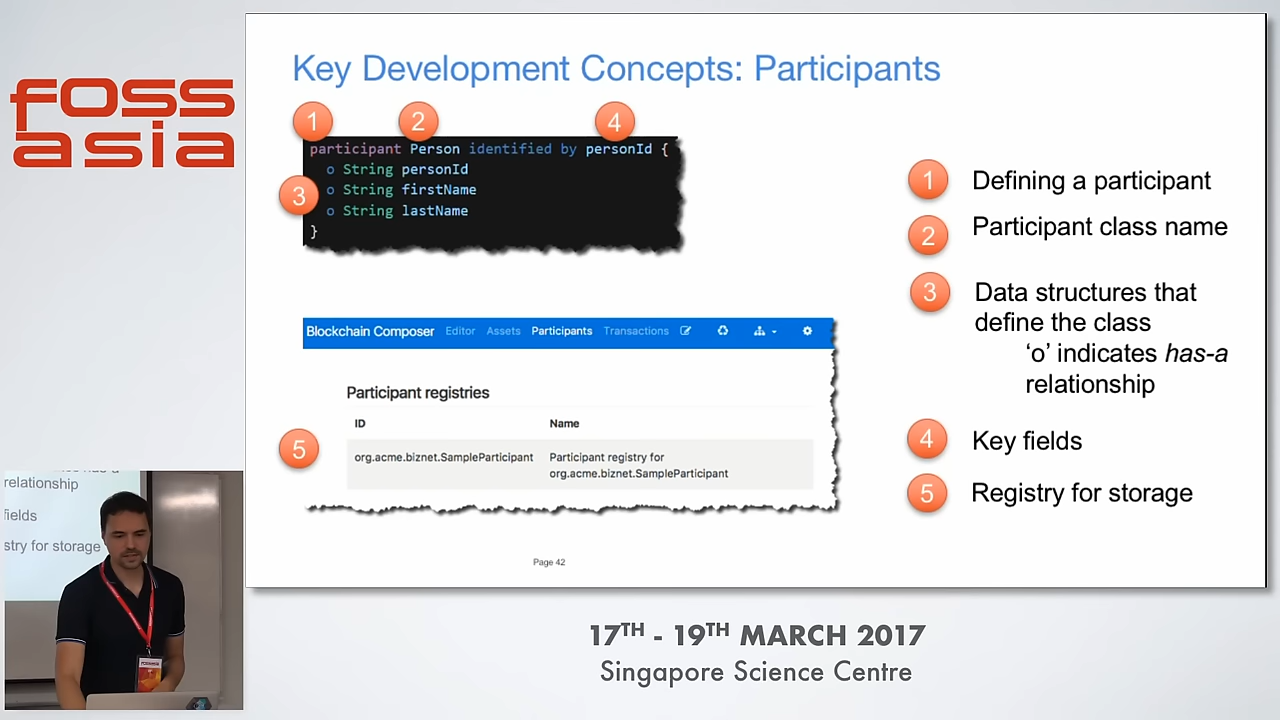 foss
asia
Key Development Concepts: Participants
1
2
4
participant Person identified by personId {
o String personId
3
o String firstName
o String lastName
}
1
Defining a participant
2
Participant class name
3
Data structures that
define the class
‘o’ indicates has-a
relationship
4
Key fields
5
Registry for storage
Blockchain Composer Editor Assets Participants Transactions
Participant registries
ID Name
5
org.acme.biznet.SampleParticipant Participant registry for
org.acme.biznet.SampleParticipant
Page 42
relationship
fields
stry for storage
FOSSASIA
17TH - 19TH MARCH 2017
Singapore Science Centre